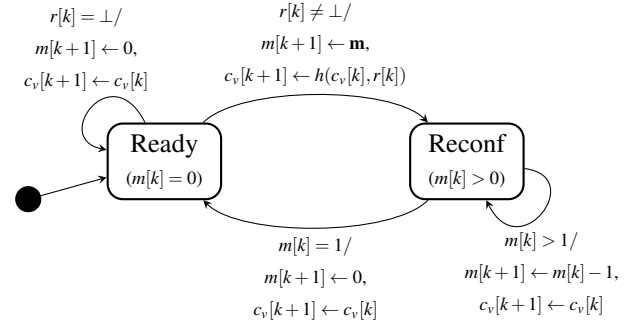 r[k] = ⊥/
m[k+1] ← 0,
c_v[k+1] ← c_v[k]
r[k] ≠ ⊥/
m[k+1] ← **m**,
c_v[k+1] ← h(c_v[k], r[k])
Ready
(m[k] = 0)
Reconf
(m[k] > 0)
m[k] = 1/
m[k+1] ← 0,
c_v[k+1] ← c_v[k]
m[k] > 1/
m[k+1] ← m[k] − 1,
c_v[k+1] ← c_v[k]